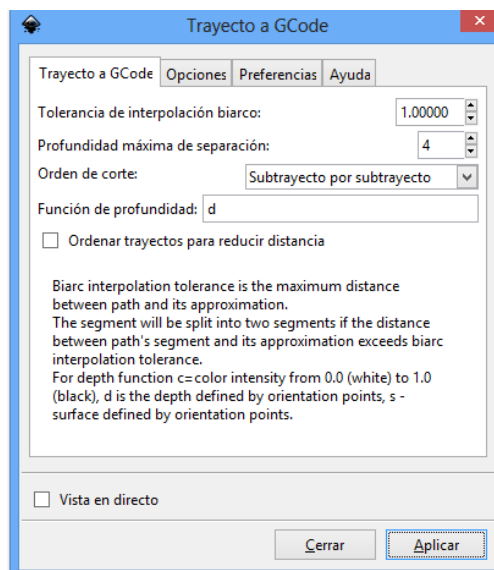 Trayecto a GCode
Trayecto a GCode Opciones Preferencias Ayuda
Tolerancia de interpolación biarco: 1.00000
Profundidad máxima de separación: 4
Orden de corte: Subtrayecto por subtrayecto
Función de profundidad: d
Ordenar trayectos para reducir distancia
Biarc interpolation tolerance is the maximum distance
between path and its approximation.
The segment will be split into two segments if the distance
between path's segment and its approximation exceeds biarc
interpolation tolerance.
For depth function c=color intensity from 0.0 (white) to 1.0
(black), d is the depth defined by orientation points, s -
surface defined by orientation points.
Vista en directo
Cerrar Aplicar